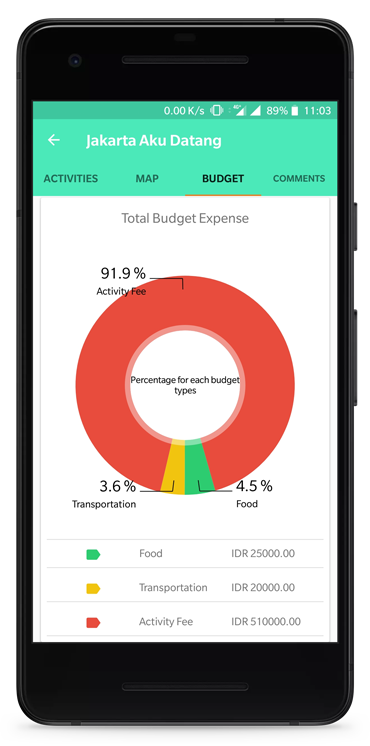 0.00 K/s 4G 89% 11:03
Jakarta Aku Datang
ACTIVITIES MAP BUDGET COMMENTS
Total Budget Expense
91.9 %
Activity Fee
Percentage for each budget
types
3.6 % 4.5 %
Transportation Food
Food IDR 25000.00
Transportation IDR 20000.00
Activity Fee IDR 510000.00